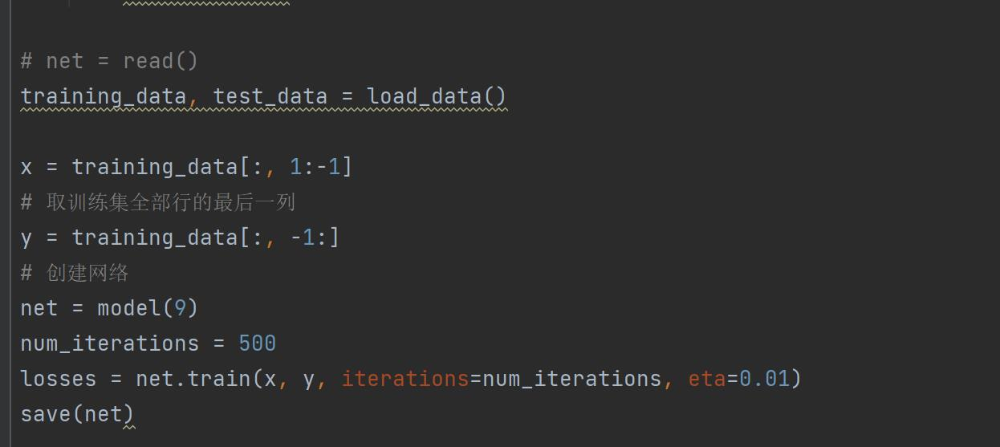 # net = read()
training_data, test_data = load_data()
x = training_data[:, 1:-1]
# 取训练集全部行的最后一列
y = training_data[:, -1:]
# 创建网络
net = model(9)
num_iterations = 500
losses = net.train(x, y, iterations=num_iterations, eta=0.01)
save(net)